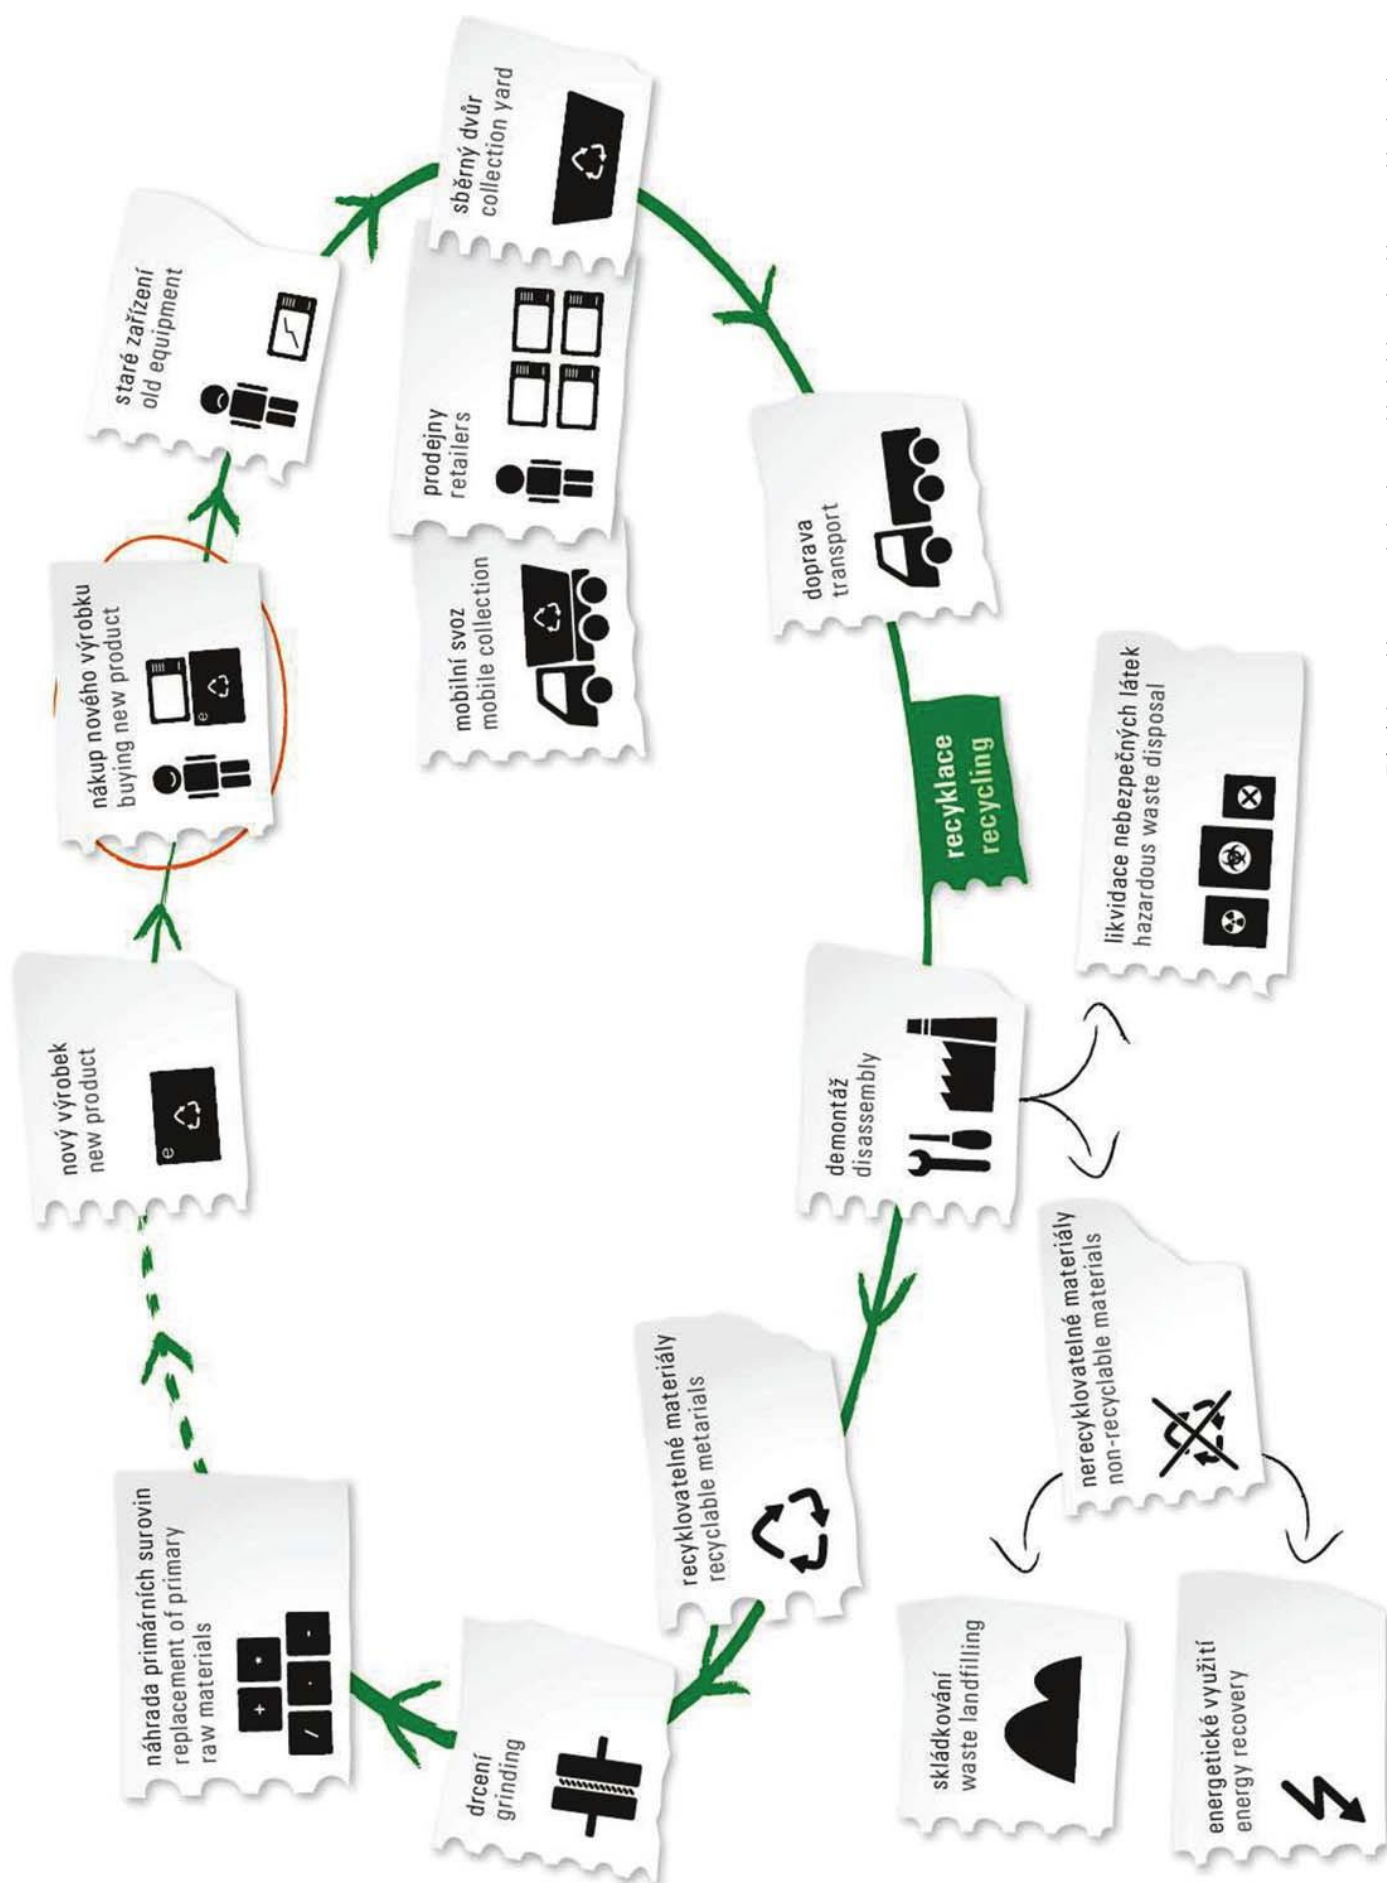 nový výrobek
new product
nákup nového výrobku
buying new product
staré zařízení
old equipment
sběrný dvůr
collection yard
prodejny
retailers
mobilní svoz
mobile collection
doprava
transport
recyklace
recycling
demontáž
disassembly
likvidace nebezpečných látek
hazardous waste disposal
nerecyklovatelné materiály
non-recyclable materials
skládkování
waste landfilling
energetické využití
energy recovery
recyklovatelné materiály
recyclable metarials
drcení
grinding
náhrada primárních surovin
replacement of primary
raw materials
e
e
+
*
/
.
-